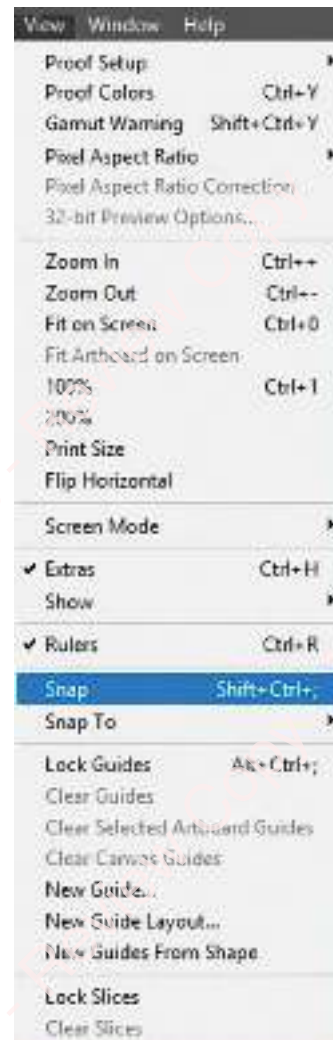 View Window Help
Proof Setup
Proof Colors Ctrl+Y
Gamut Warning Shift+Ctrl+Y
Pixel Aspect Ratio
Pixel Aspect Ratio Correction
32-bit Preview Options...
Zoom In Ctrl++
Zoom Out Ctrl+-
Fit on Screen Ctrl+0
Fit Artboard on Screen
100% Ctrl+1
200%
Print Size
Flip Horizontal
Screen Mode
✔ Extras Ctrl+H
Show
✔ Rulers Ctrl+R
Snap Shift+Ctrl+;
Snap To
Lock Guides Alt+Ctrl+;
Clear Guides
Clear Selected Artboard Guides
Clear Canvas Guides
New Guide...
New Guide Layout...
New Guides From Shape
Lock Slices
Clear Slices